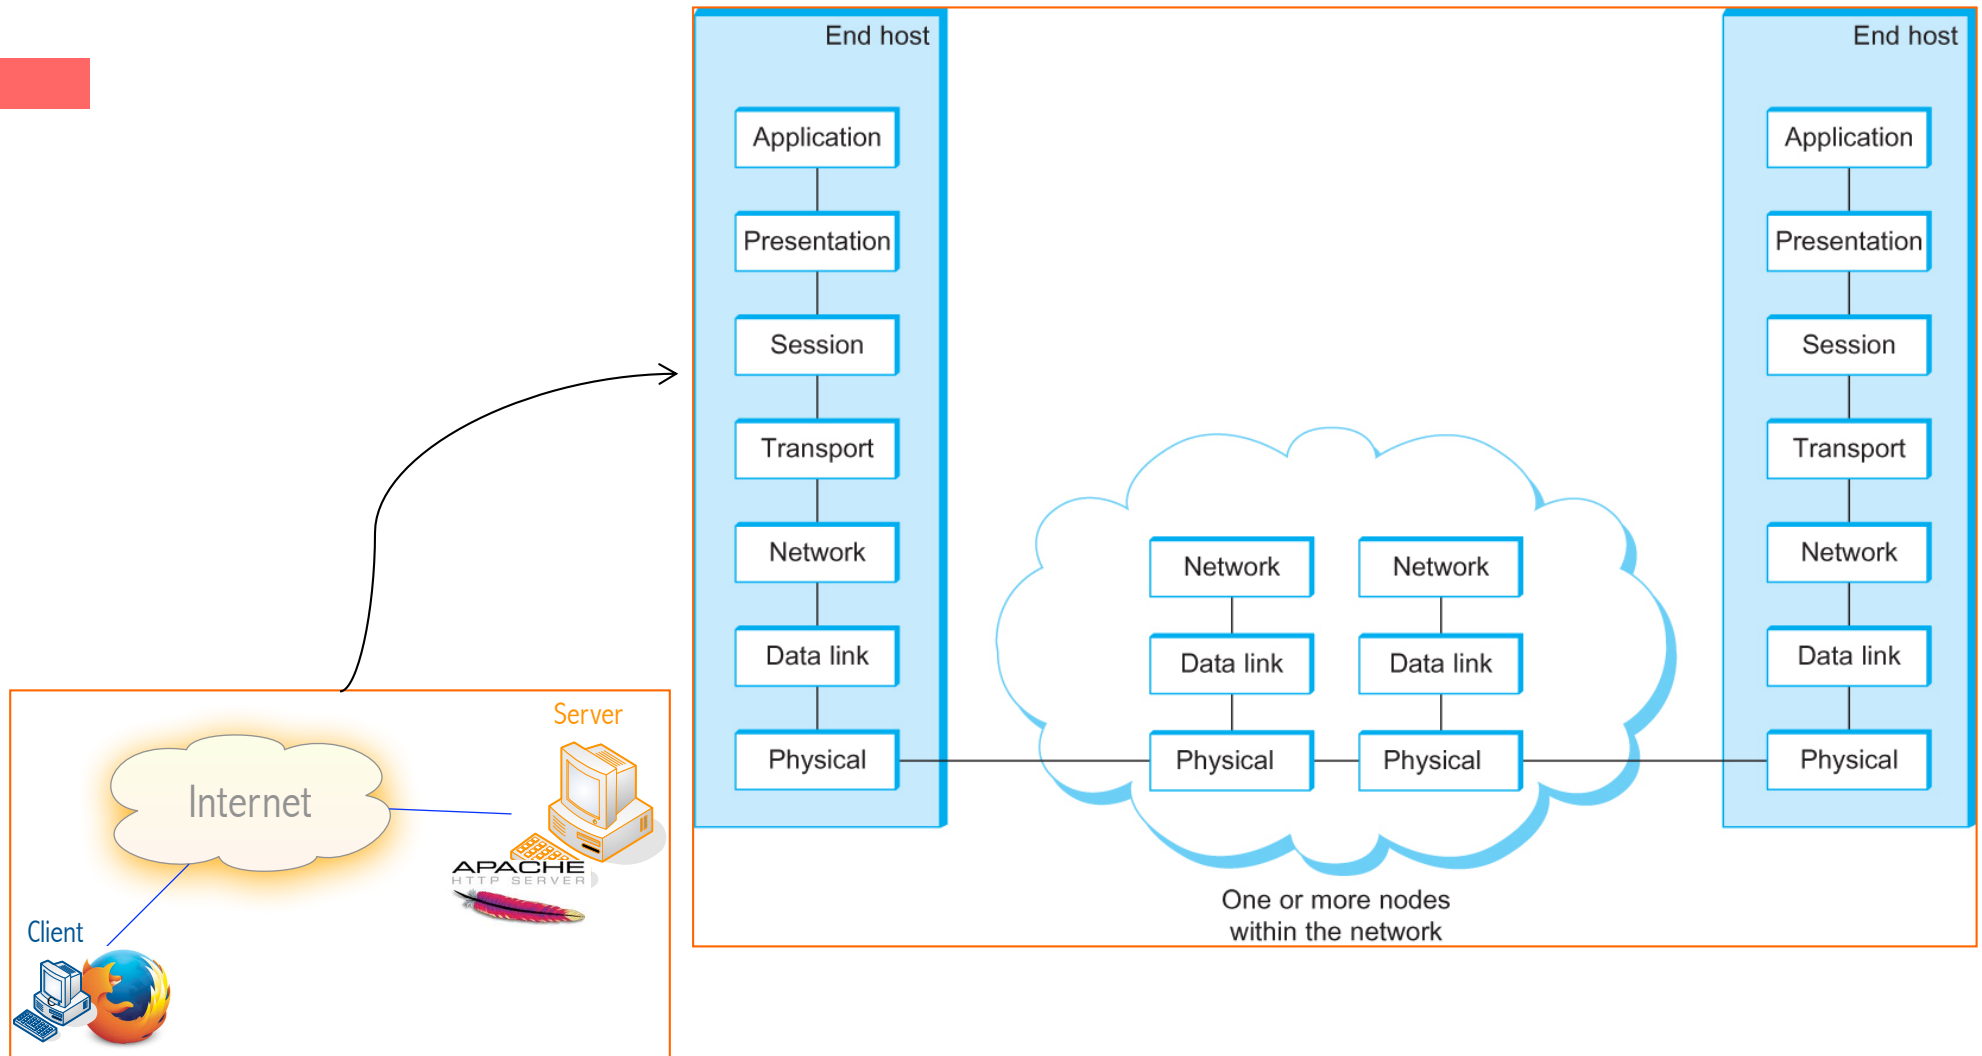 End host
Application
Presentation
Session
Transport
Network
Data link
Physical
Network
Data link
Physical
Network
Data link
Physical
One or more nodes
within the network
End host
Application
Presentation
Session
Transport
Network
Data link
Physical
Server
Internet
APACHE
HTTP SERVER
Client